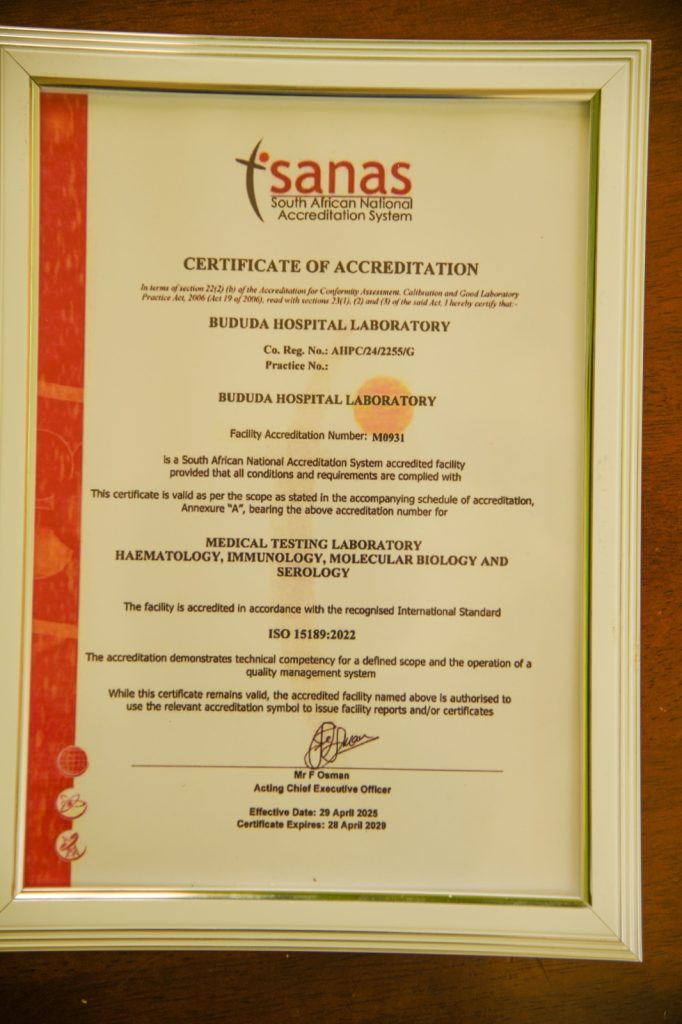 sanas
South African National
Accreditation System
CERTIFICATE OF ACCREDITATION
In terms of section 22(2) (b) of the Accreditation for Conformity Assessment, Calibration and Good Laboratory
Practice Act, 2006 (Act 19 of 2006), read with sections 23(1), (2) and (3) of the said Act, I hereby certify that:-
BUDUDA HOSPITAL LABORATORY
Co. Reg. No.: AHPC/24/2255/G
Practice No.:
BUDUDA HOSPITAL LABORATORY
Facility Accreditation Number: M0931
is a South African National Accreditation System accredited facility
provided that all conditions and requirements are complied with
This certificate is valid as per the scope as stated in the accompanying schedule of accreditation,
Annexure "A", bearing the above accreditation number for
MEDICAL TESTING LABORATORY
HAEMATOLOGY, IMMUNOLOGY, MOLECULAR BIOLOGY AND
SEROLOGY
The facility is accredited in accordance with the recognised International Standard
ISO 15189:2022
The accreditation demonstrates technical competency for a defined scope and the operation of a
quality management system
While this certificate remains valid, the accredited facility named above is authorised to
use the relevant accreditation symbol to issue facility reports and/or certificates
Mr F Osman
Acting Chief Executive Officer
Effective Date: 29 April 2025
Certificate Expires: 28 April 2029